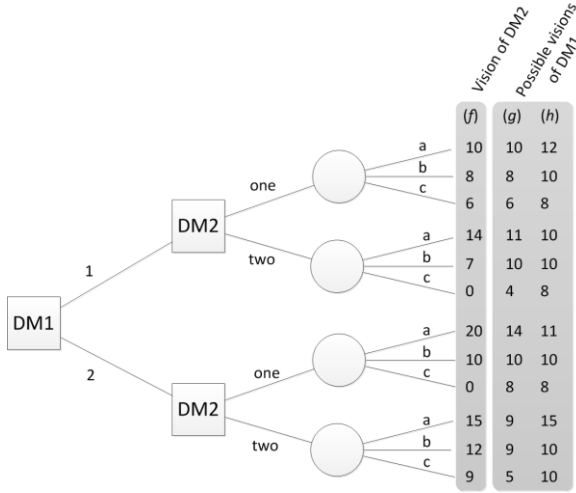 Vision of DM2
Possible visions
of DM1
(f) (g) (h)
a 10 10 12
b 8 8 10
one
c 6 6 8
DM2
a 14 11 10
two
b 7 10 10
1
c 0 4 8
DM1
a 20 14 11
one
b 10 10 10
2
c 0 8 8
DM2
a 15 9 15
two
b 12 9 10
c 9 5 10